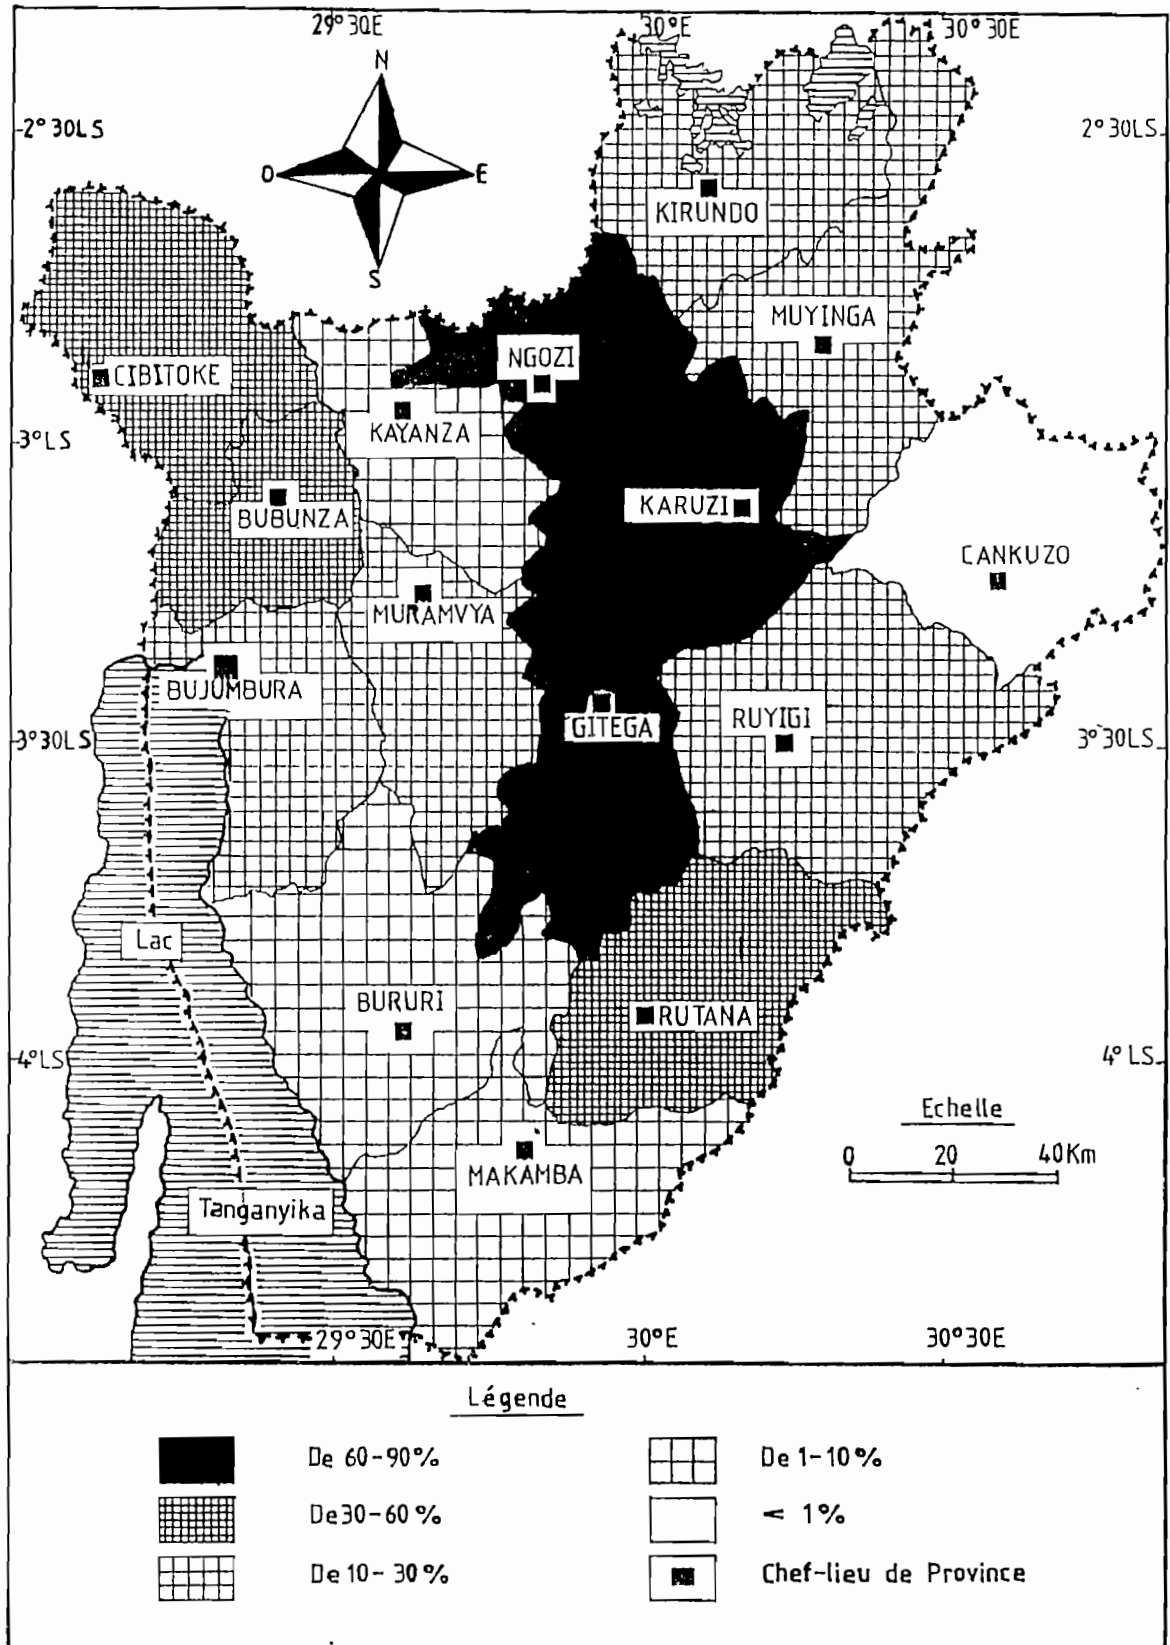 29°30E
30°E
30°30E
N
2°30LS
2°30LS
O
E
S
KIRUNDO
MUYINGA
NGOZI
CIBITOKE
KAYANZA
3°LS
KARUZI
BUBUNZA
CANKUZO
MURAMVYA
BUJUMBURA
GITEGA
RUYIGI
3°30LS
3°30LS
Lac
BURURI
RUTANA
4°LS
4°LS
Echelle
0
20
40Km
MAKAMBA
Tanganyika
29°30E
30°E
30°30E
Légende
De 60-90%
De 1-10%
De 30-60%
< 1%
De 10-30%
Chef-lieu de Province